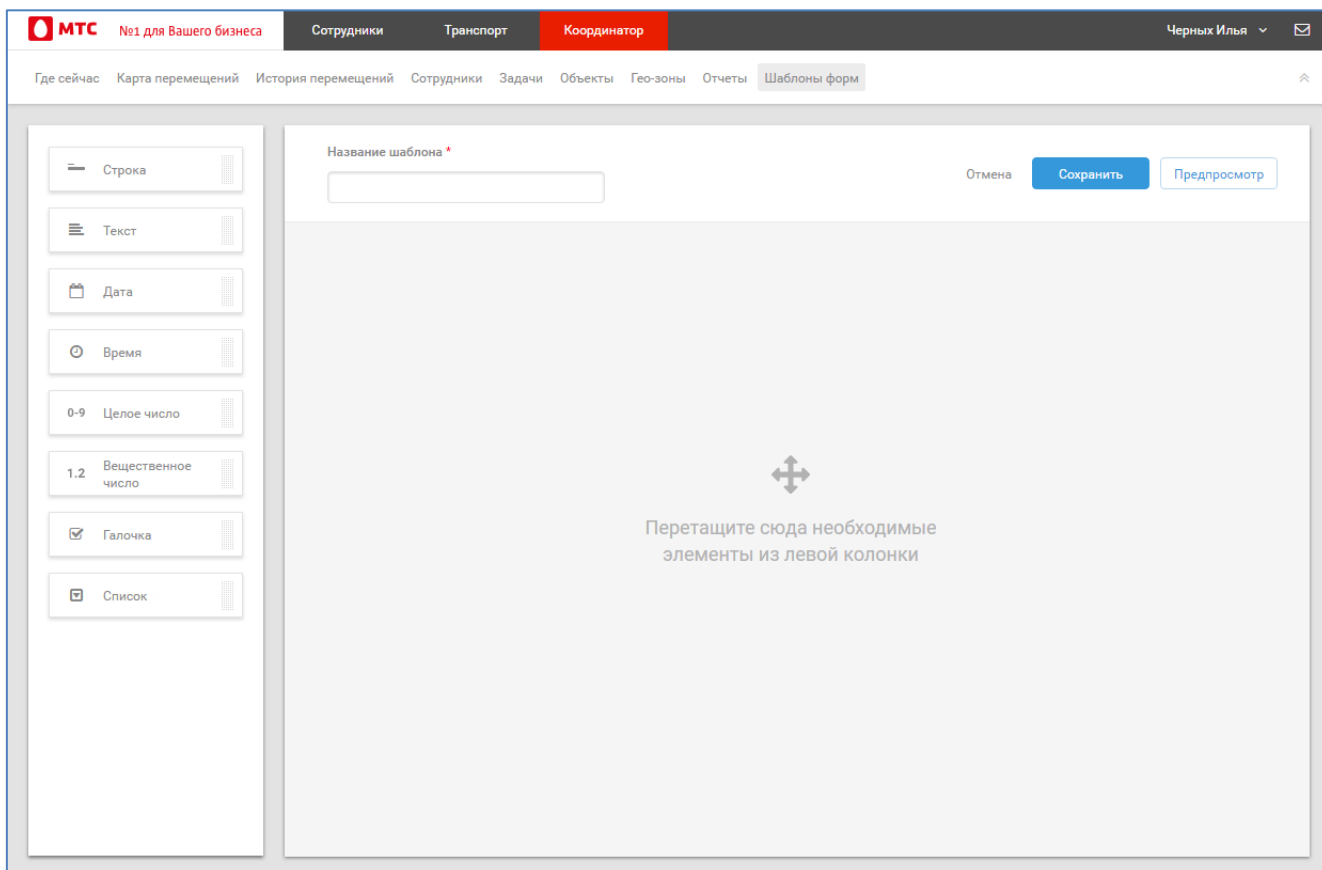 МТС №1 для Вашего бизнеса Сотрудники Транспорт Координатор Черных Илья
Где сейчас Карта перемещений История перемещений Сотрудники Задачи Объекты Гео-зоны Отчеты Шаблоны форм
Строка
Текст
Дата
Время
0-9 Целое число
1.2 Вещественное
число
Галочка
Список
Название шаблона *
Отмена Сохранить Предпросмотр
Перетащите сюда необходимые
элементы из левой колонки